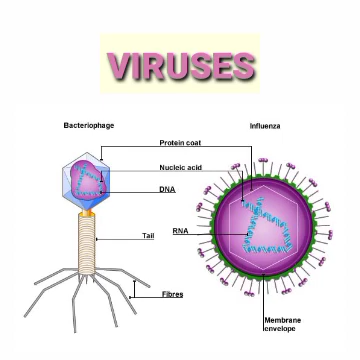 VIRUSES
Bacteriophage
Influenza
Protein coat
Nucleic acid
DNA
RNA
Tail
Fibres
Membrane
envelope